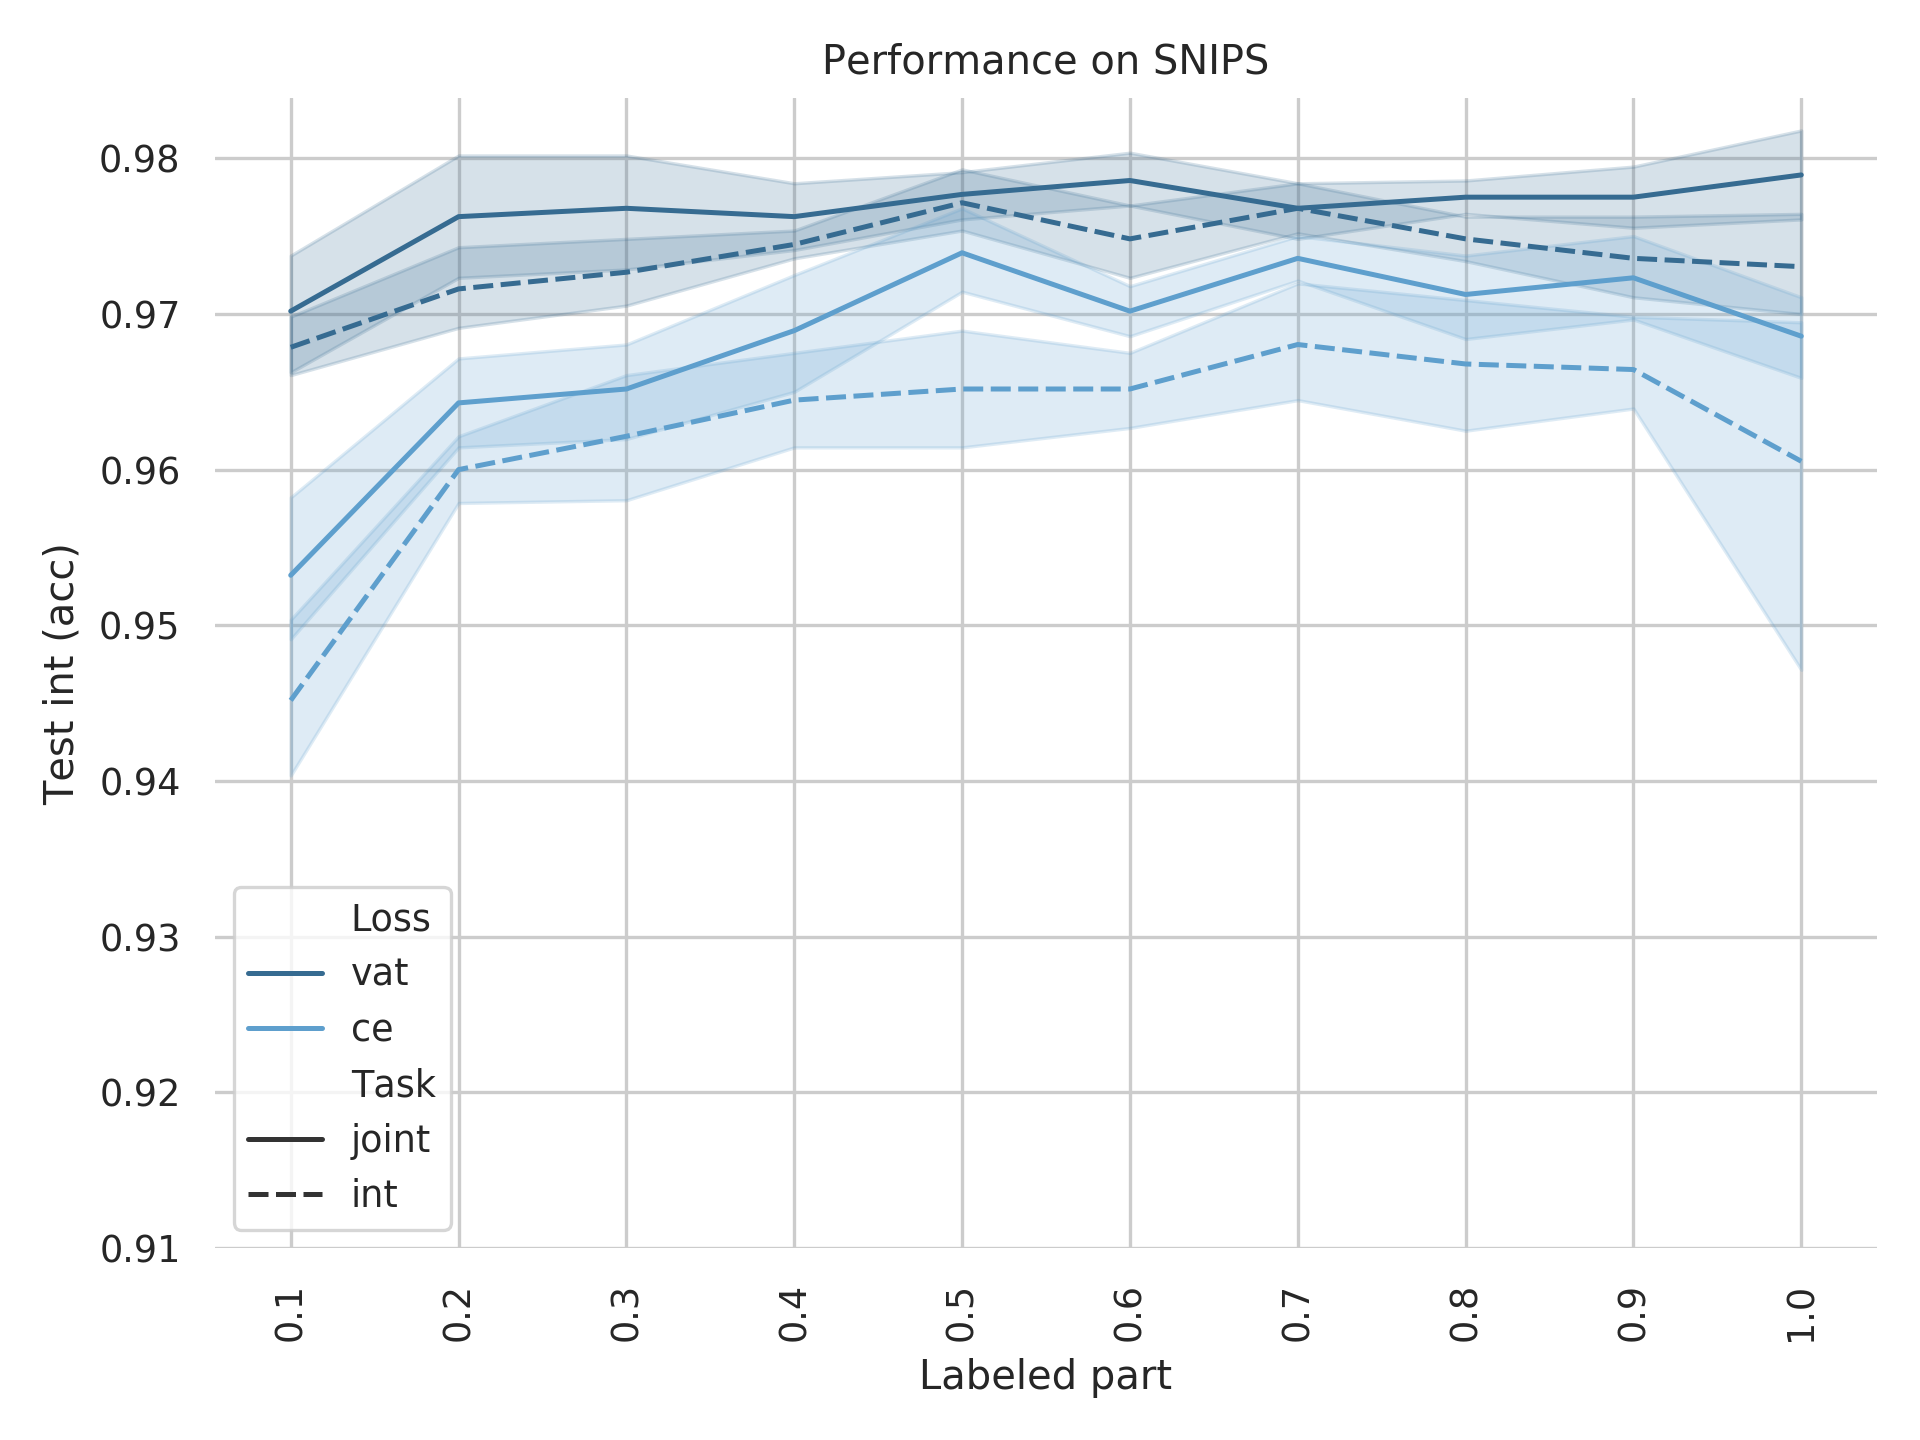 Performance on SNIPS
0.98
0.97
0.96
0.95
0.94
0.93
0.92
0.91
Test int (acc)
Loss
vat
ce
Task
joint
int
0.1 0.2 0.3 0.4 0.5 0.6 0.7 0.8 0.9 1.0
Labeled part